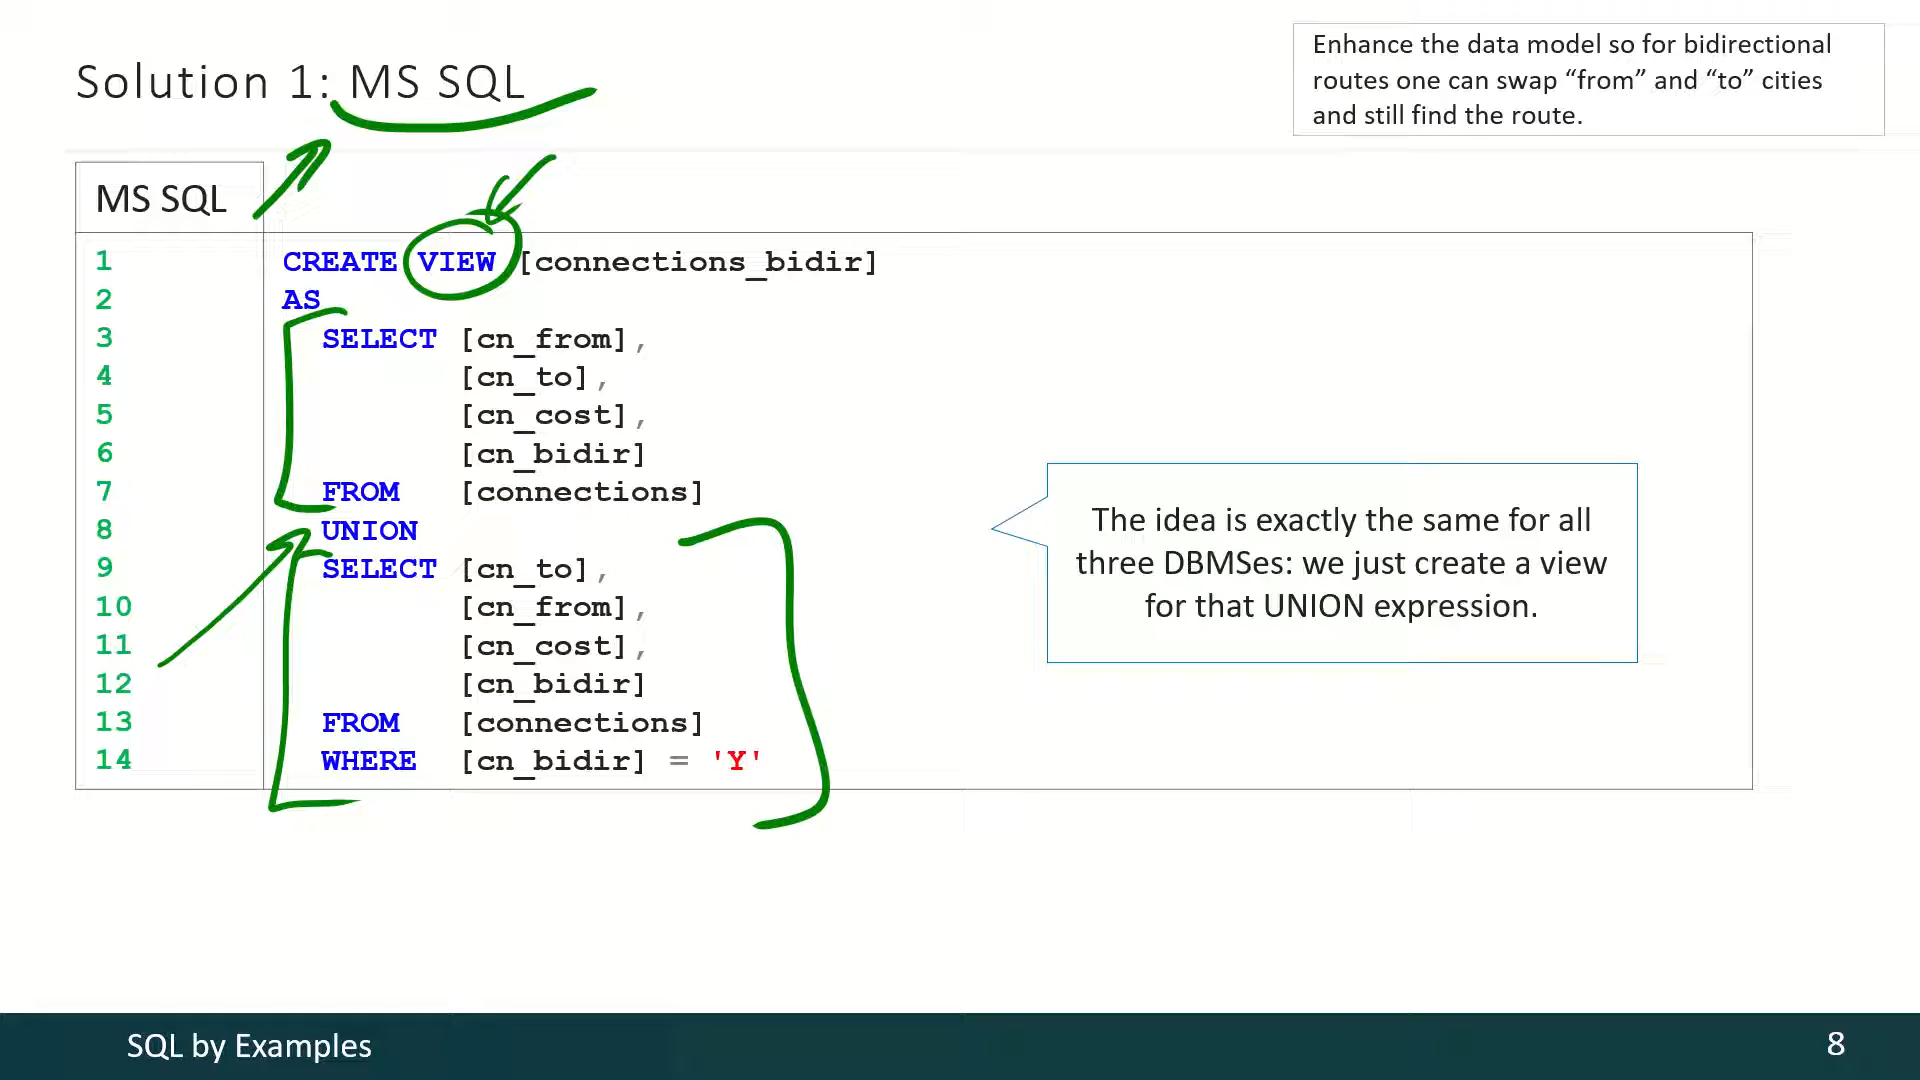 Solution 1: MS SQL
Enhance the data model so for bidirectional
routes one can swap “from” and “to” cities
and still find the route.
MS SQL
1 CREATE VIEW [connections_bidir]
2 AS
3 SELECT [cn_from],
4 [cn_to],
5 [cn_cost],
6 [cn_bidir]
7 FROM [connections]
8 UNION
9 SELECT [cn_to],
10 [cn_from],
11 [cn_cost],
12 [cn_bidir]
13 FROM [connections]
14 WHERE [cn_bidir] = 'Y'
The idea is exactly the same for all
three DBMSes: we just create a view
for that UNION expression.
SQL by Examples
8